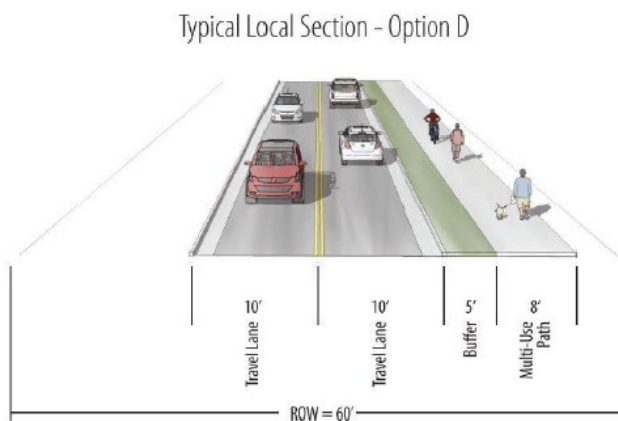 Typical Local Section - Option D
10'
Travel Lane
10'
Travel Lane
5'
Buffer
8'
Multi-Use
Path
ROW = 60'